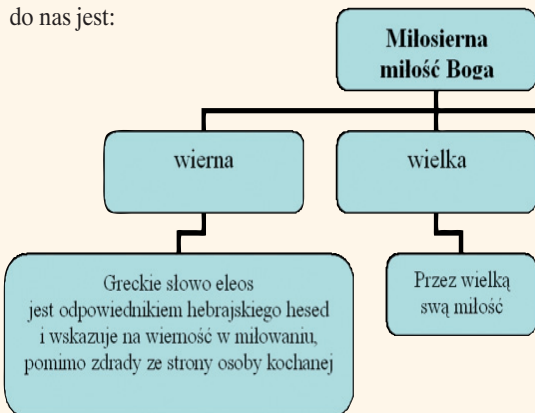 do nas jest:
Miłosierna
miłość Boga
wierna
wielka
Greckie słowo eleos
jest odpowiednikiem hebrajskiego hesed
i wskazuje na wierność w miłowaniu,
pomimo zdrady ze strony osoby kochanej
Przez wielką
swą miłość